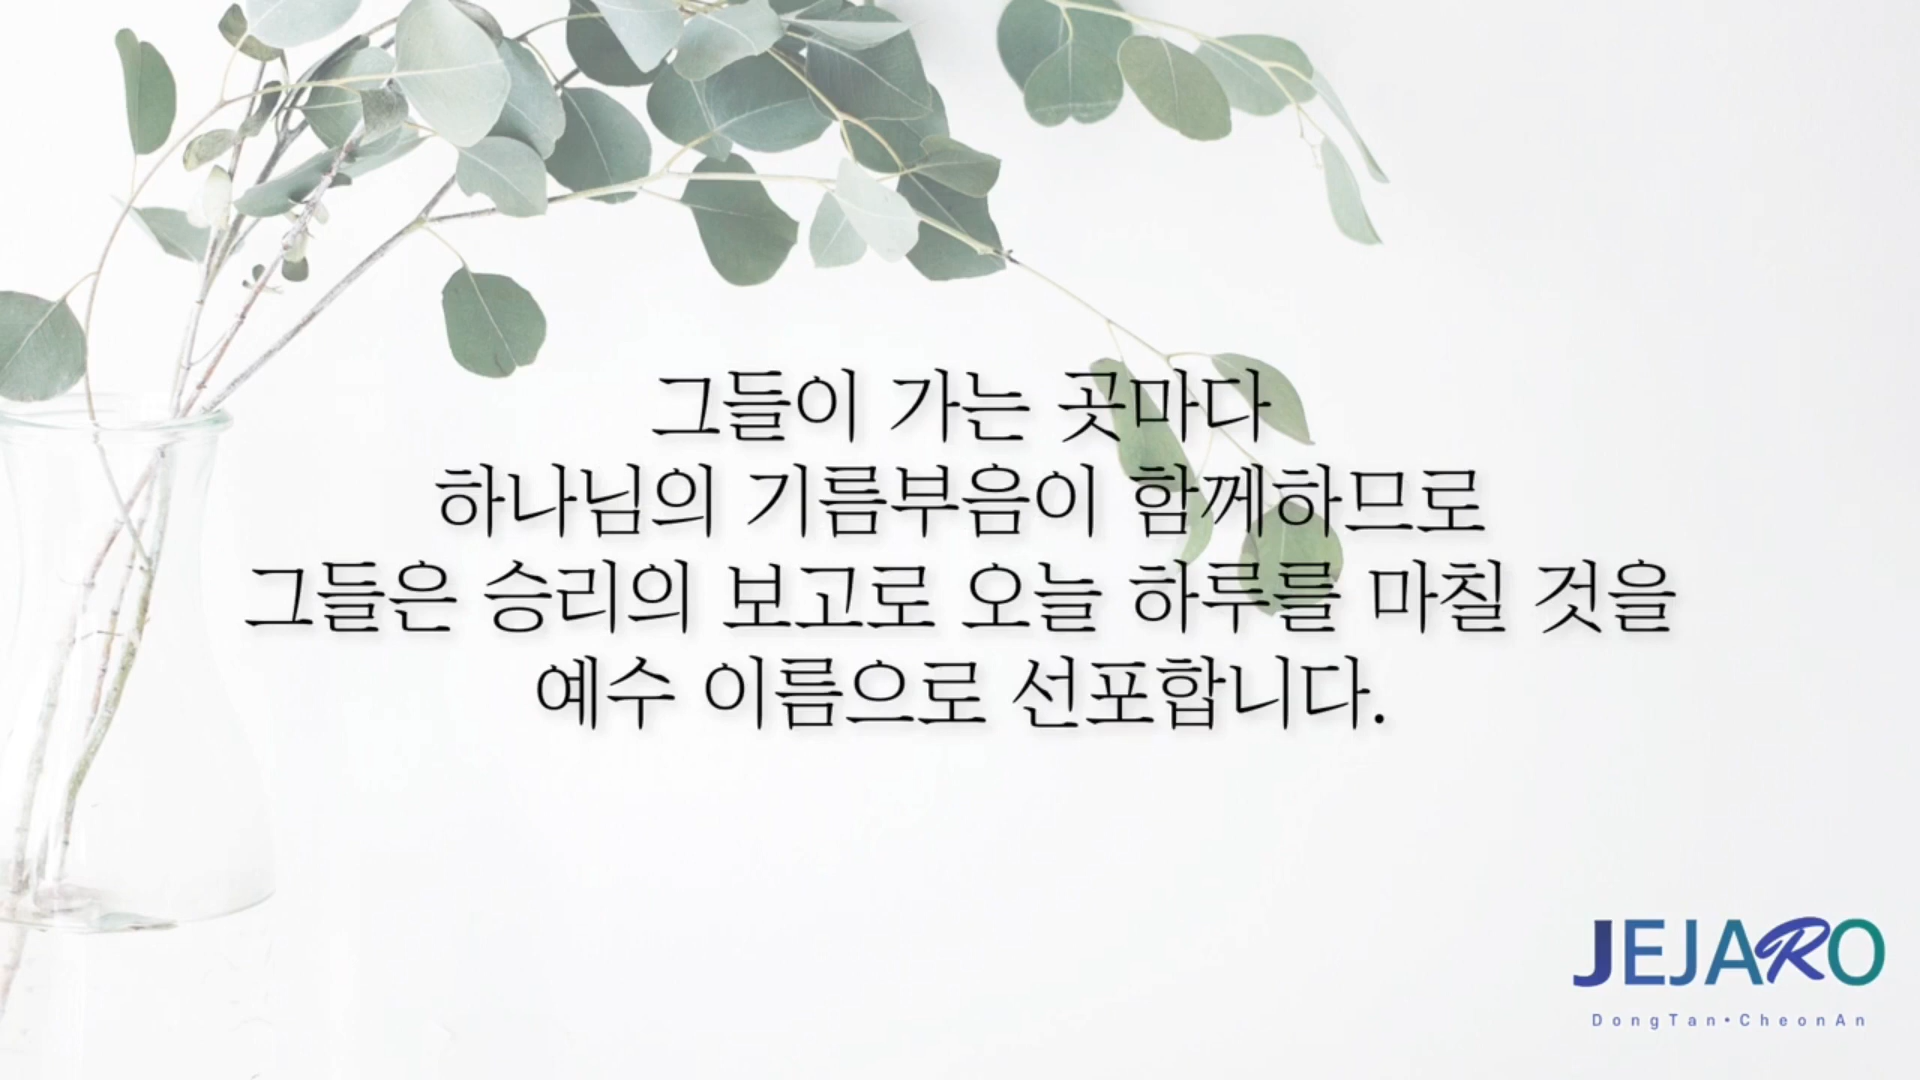 그들이 가는 곳마다
하나님의 기름부음이 함께하므로
그들은 승리의 보고로 오늘 하루를 마칠 것을
예수 이름으로 선포합니다.
JEJARO
DongTan•CheonAn